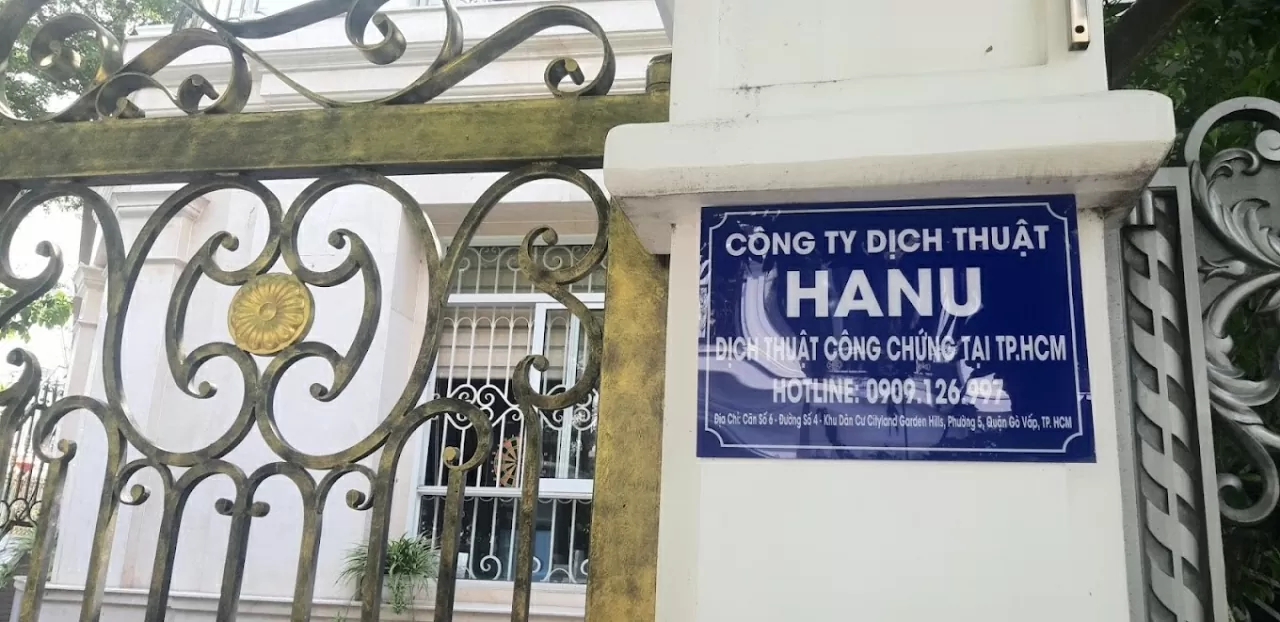 CÔNG TY DỊCH THUẬT
HANU
DỊCH THUẬT CÔNG CHỨNG TẠI TP.HCM
HOTLINE: 0909.126.997
Địa Chỉ: Căn Số 6 - Đường Số 4 - Khu Dân Cư Cityland Garden Hills, Phường 5, Quận Gò Vấp, TP. HCM